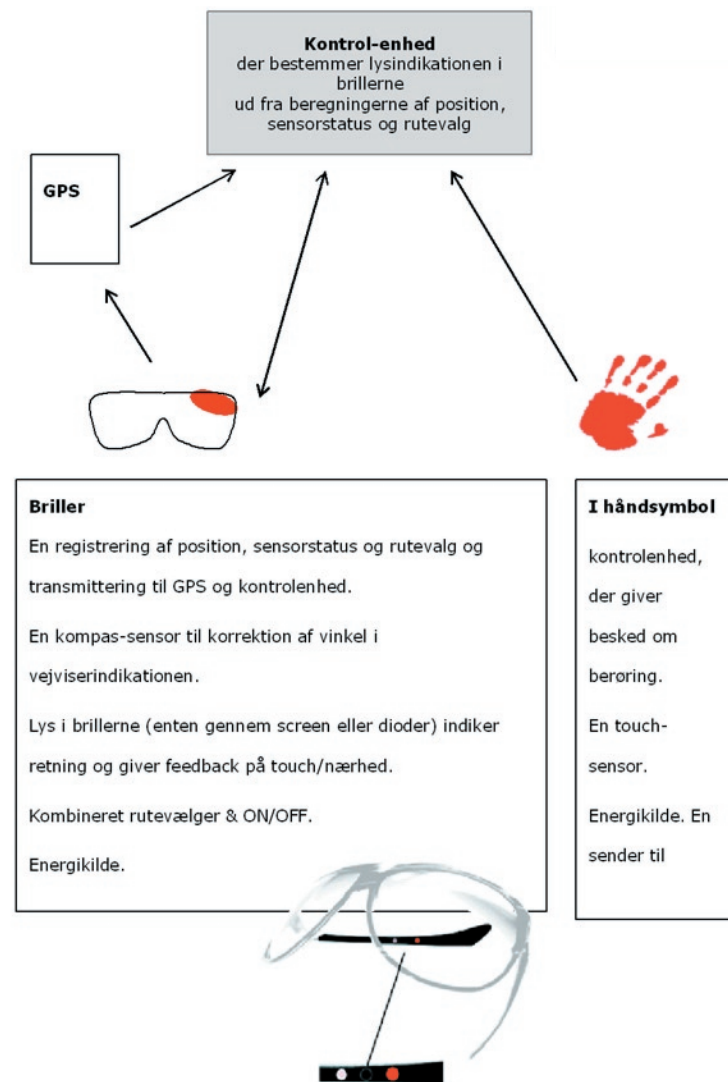 Kontrol-enhed
der bestemmer lysindikationen i
brillerne
ud fra beregningerne af position,
sensorstatus og rutevalg
GPS
Briller
En registrering af position, sensorstatus og rutevalg og
transmittering til GPS og kontrolenhed.
En kompas-sensor til korrektion af vinkel i
vejviserindikationen.
Lys i brillerne (enten gennem screen eller dioder) indiker
retning og giver feedback på touch/nærhed.
Kombineret rutevælger & ON/OFF.
Energikilde.
I håndsymbol
kontrolenhed,
der giver
besked om
berøring.
En touch-
sensor.
Energikilde. En
sender til